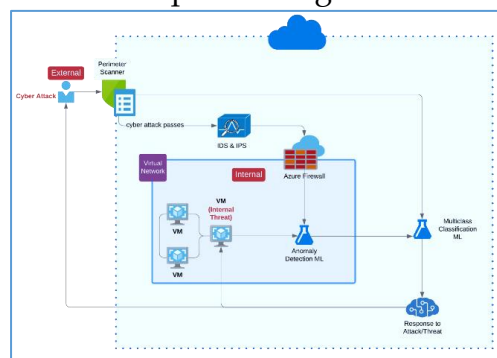 External
Perimeter
Scanner
Cyber Attack
cyber attack passes
IDS & IPS
Virtual
Network
Internal
Azure Firewall
VM
(Internal
Threat)
VM
VM
Anomaly
Detection ML
Multiclass
Classification
ML
Response to
Attack/Threat